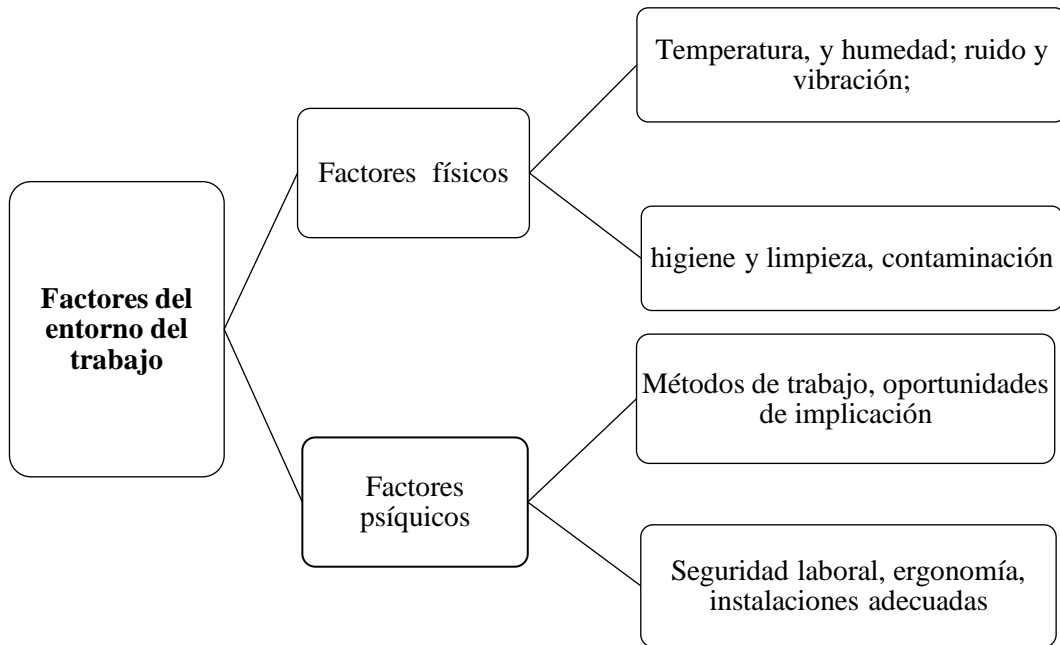 Factores del
entorno del
trabajo
Factores físicos
Temperatura, y humedad; ruido y
vibración;
higiene y limpieza, contaminación
Factores
psíquicos
Métodos de trabajo, oportunidades
de implicación
Seguridad laboral, ergonomía,
instalaciones adecuadas